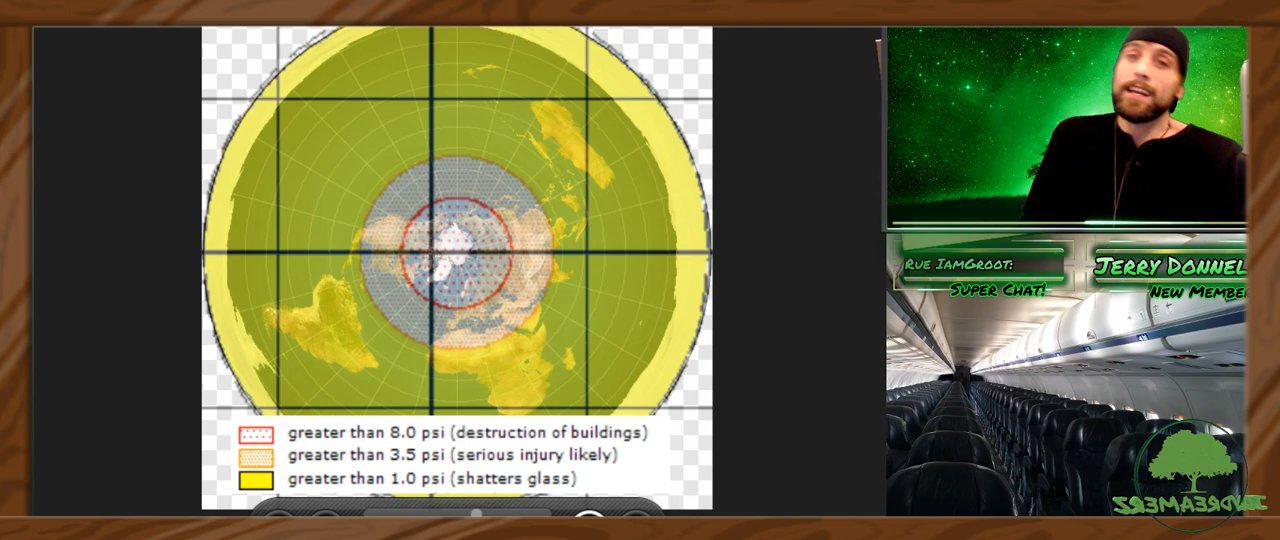 greater than 8.0 psi (destruction of buildings)
greater than 3.5 psi (serious injury likely)
greater than 1.0 psi (shatters glass)
Rue IamGroot:
Super Chat!
Jerry Donnel
New Membe